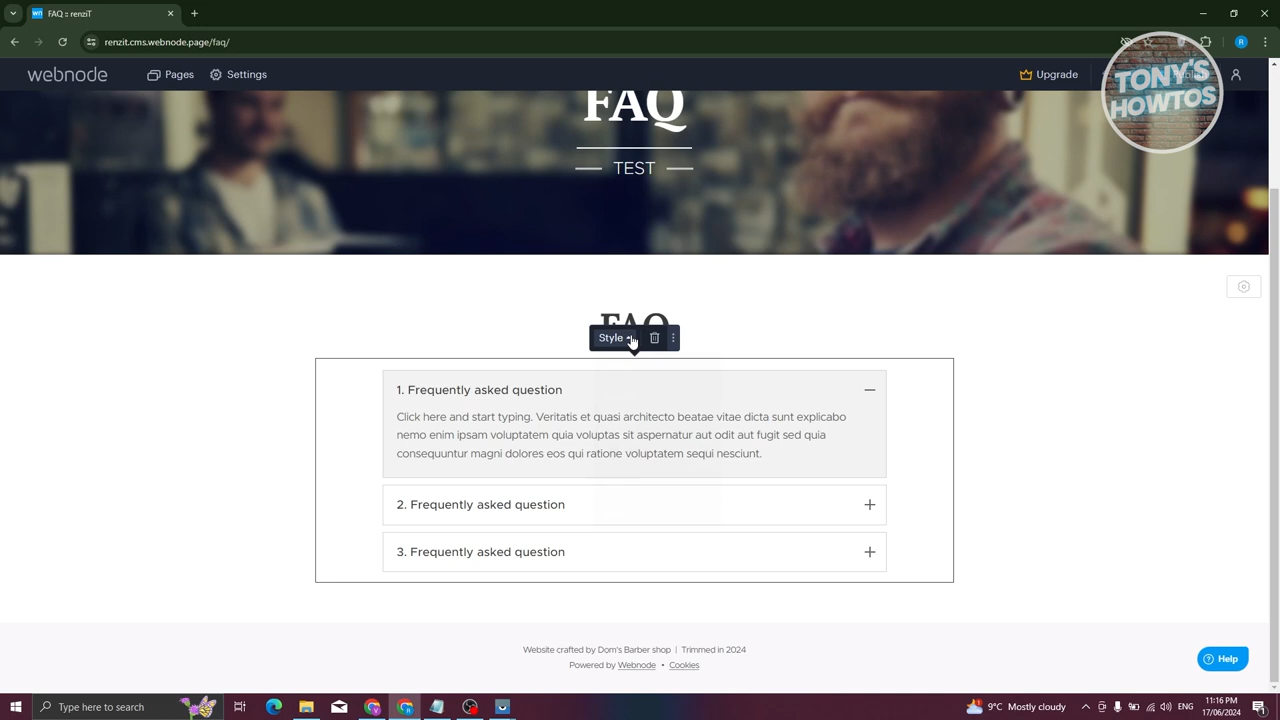 wn FAQ :: renziT
renzit.cms.webnode.page/faq/
webnode
Pages
Settings
Upgrade
TONY'S
HOWTOS
FAQ
TEST
FAQ
Style
1. Frequently asked question
Click here and start typing. Veritatis et quasi architecto beatae vitae dicta sunt explicabo
nemo enim ipsam voluptatem quia voluptas sit aspernatur aut odit aut fugit sed quia
consequuntur magni dolores eos qui ratione voluptatem sequi nesciunt.
2. Frequently asked question
3. Frequently asked question
Website crafted by Dom's Barber shop | Trimmed in 2024
Powered by Webnode • Cookies
Help
Type here to search
9°C Mostly cloudy
ENG
11:16 PM
17/06/2024